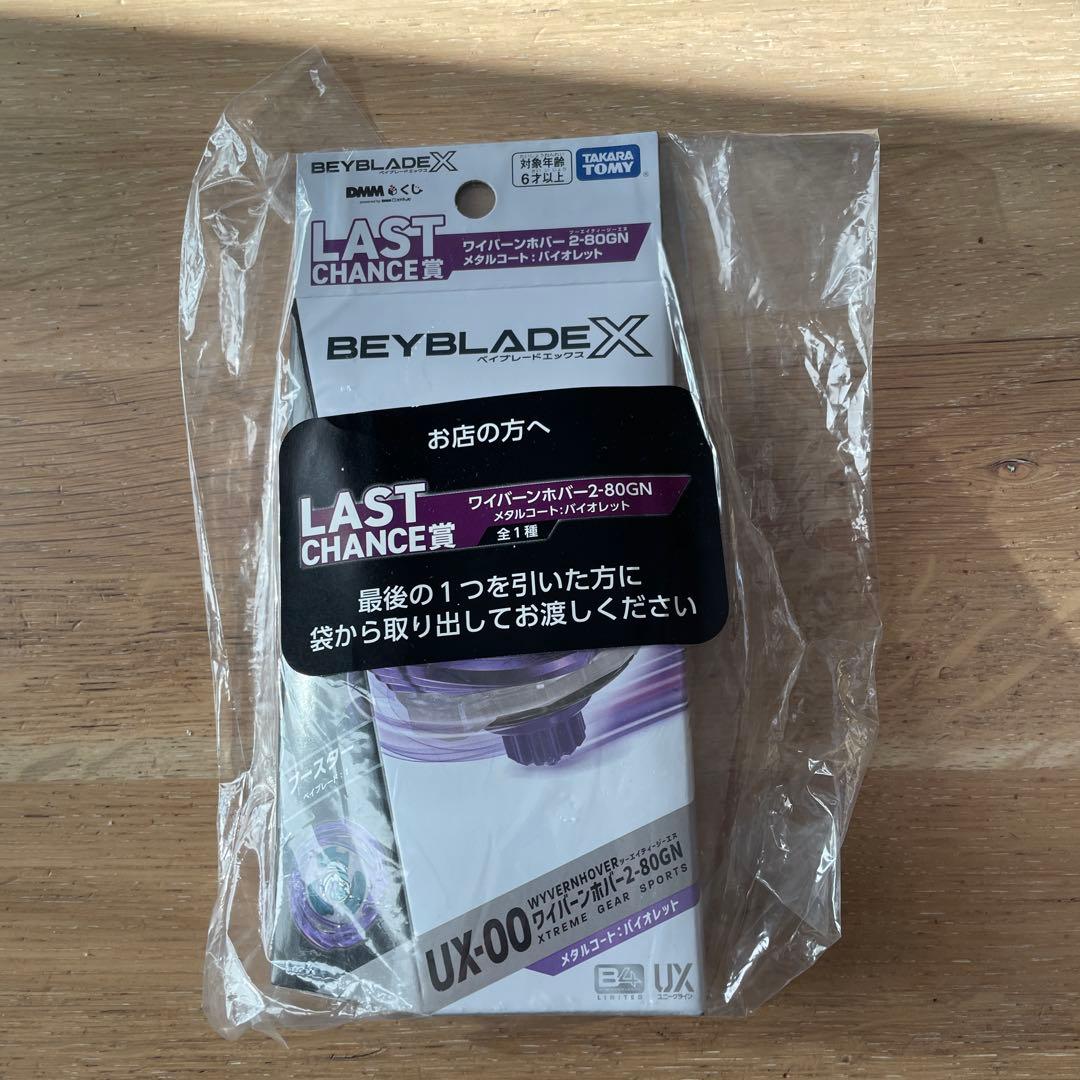 BEYBLADE X
ベイブレードエックス
対象年齢
6才以上
TAKARA
TOMY
DMM くじ
LAST
CHANCE賞
ツーエイティージーエヌ
ワイバーンホバー 2-80GN
メタルコート:バイオレット
BEYBLADE X
ベイブレードエックス
お店の方へ
LAST
CHANCE賞
ワイバーンホバー2-80GN
メタルコート:バイオレット
全1種
最後の1つを引いた方に
袋から取り出してお渡しください
ブースター
UX-00
WYVERNHOVER ツーエイティージーエヌ
ワイバーンホバー2-80GN
XTREME GEAR SPORTS
メタルコート:バイオレット
B4
LIMITED
UX
ユニークライン